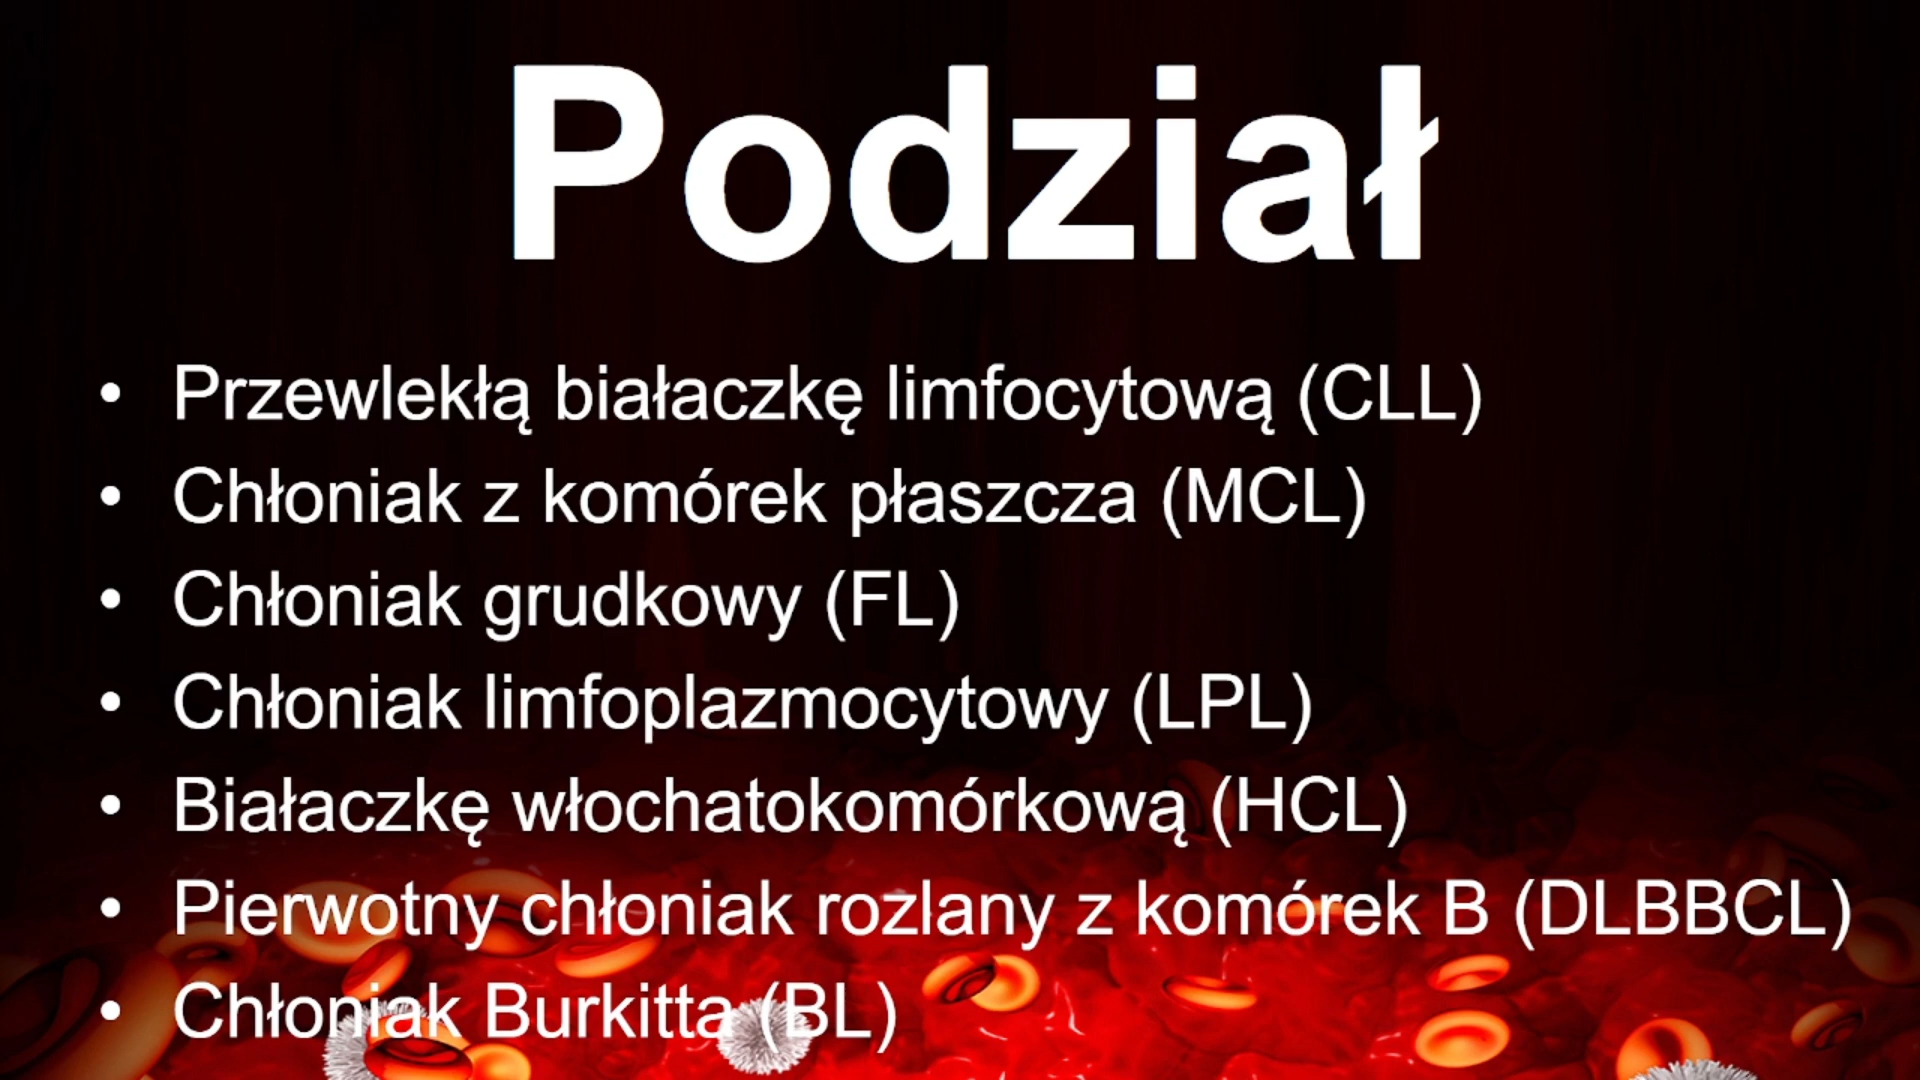 Podział
• Przewlekłą białaczkę limfocytową (CLL)
• Chłoniak z komórek płaszcza (MCL)
• Chłoniak grudkowy (FL)
• Chłoniak limfoplazmocytowy (LPL)
• Białaczkę włochatokomórkową (HCL)
• Pierwotny chłoniak rozlany z komórek B (DLBBCL)
• Chłoniak Burkitta (BL)